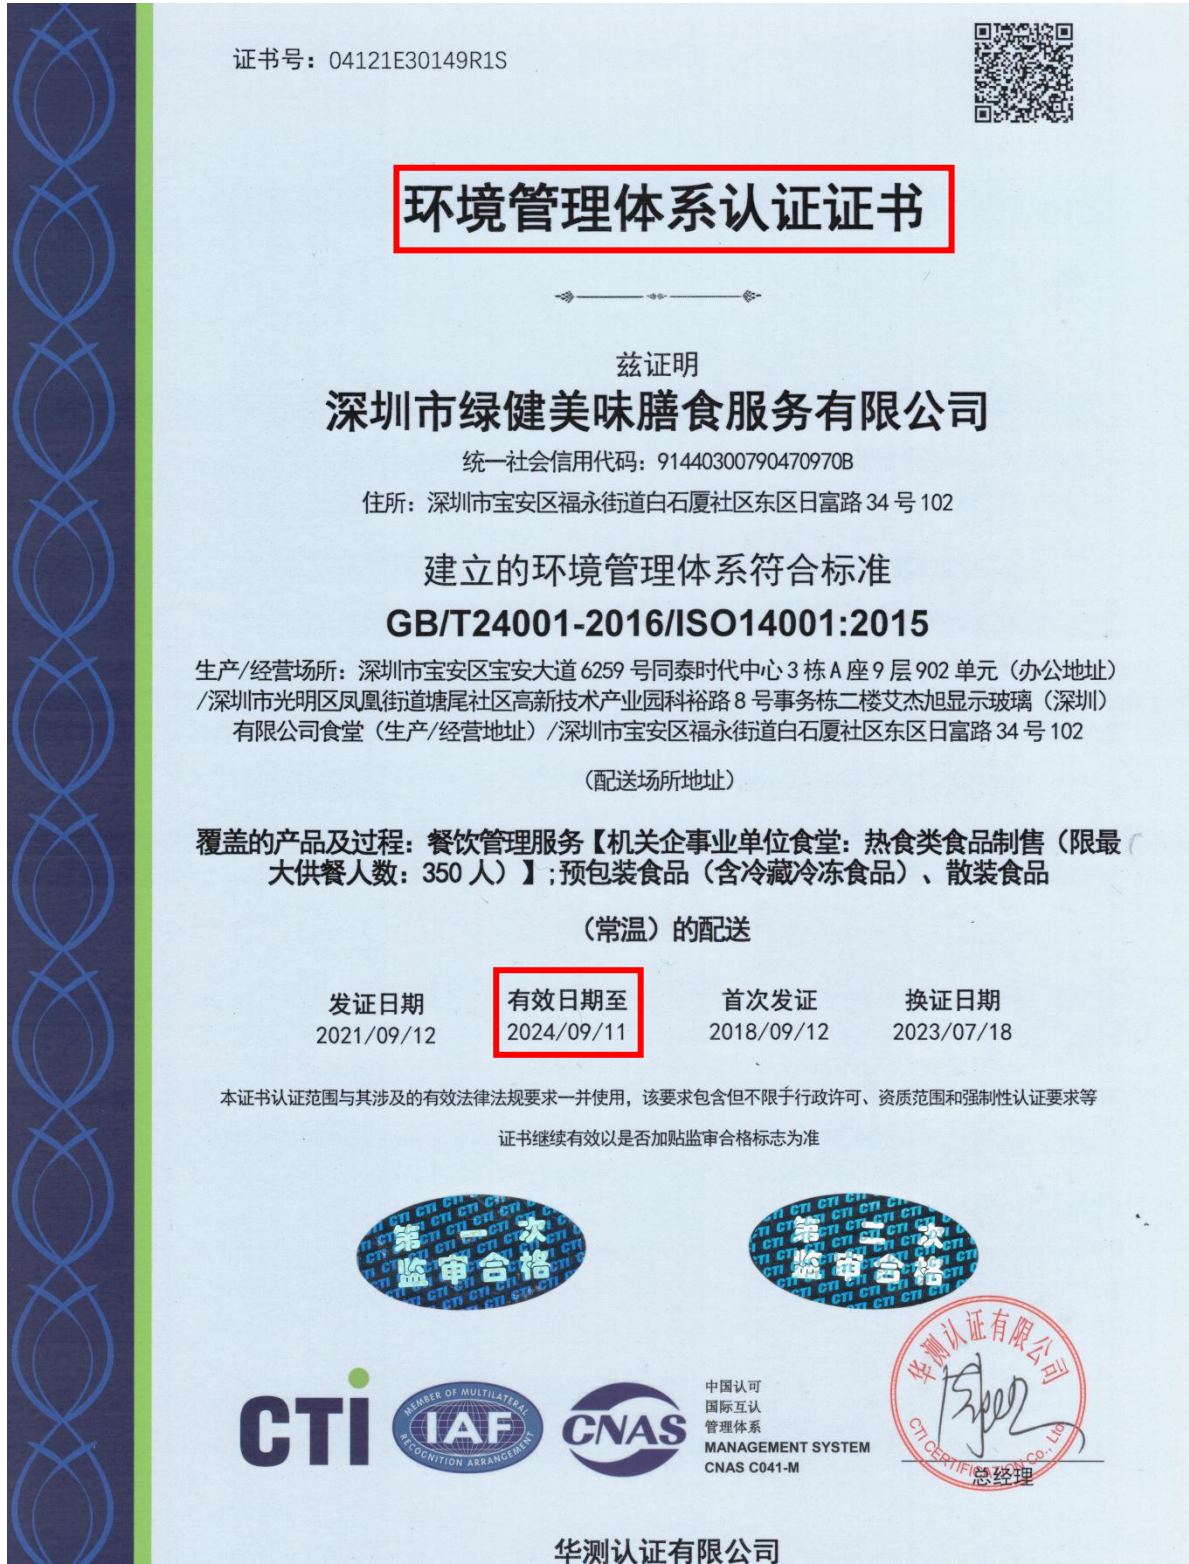 证书号：04121E30149R1S
环境管理体系认证证书
兹证明
深圳市绿健美味膳食服务有限公司
统一社会信用代码：91440300790470970B
住所：深圳市宝安区福永街道白石厦社区东区日富路 34 号 102
建立的环境管理体系符合标准
GB/T24001-2016/ISO14001:2015
生产/经营场所：深圳市宝安区宝安大道 6259 号同泰时代中心 3 栋 A 座 9 层 902 单元（办公地址）
/深圳市光明区凤凰街道塘尾社区高新技术产业园科裕路 8 号事务栋二楼艾杰旭显示玻璃（深圳）
有限公司食堂（生产/经营地址）/深圳市宝安区福永街道白石厦社区东区日富路 34 号 102
（配送场所地址）
覆盖的产品及过程：餐饮管理服务【机关企事业单位食堂：热食类食品制售（限最
大供餐人数：350 人）】;预包装食品（含冷藏冷冻食品）、散装食品
（常温）的配送
发证日期 有效日期至 首次发证 换证日期
2021/09/12 2024/09/11 2018/09/12 2023/07/18
本证书认证范围与其涉及的有效法律法规要求一并使用，该要求包含但不限于行政许可、资质范围和强制性认证要求等
证书继续有效以是否加贴监审合格标志为准
第一次
监审合格
第二次
监审合格
CTI
MEMBER OF MULTILATERAL
IAF
RECOGNITION ARRANGEMENT
CNAS
中国认可
国际互认
管理体系
MANAGEMENT SYSTEM
CNAS C041-M
华测认证有限公司
CTI CERTIFICATION Co., Ltd
总经理
华测认证有限公司